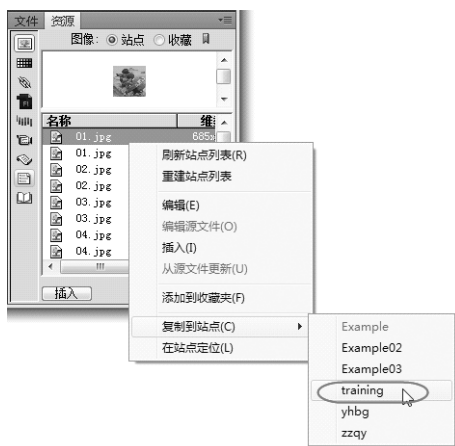 文件 资源
图像: 站点 收藏
名称 维
01. jpg 685
01. jpg
02. jpg
02. jpg
03. jpg
03. jpg
04. jpg
04. jpg
插入
刷新站点列表(R)
重建站点列表
编辑(E)
编辑源文件(O)
插入(I)
从源文件更新(U)
添加到收藏夹(F)
复制到站点(C)
在站点定位(L)
Example
Example02
Example03
training
yhbg
zzqy